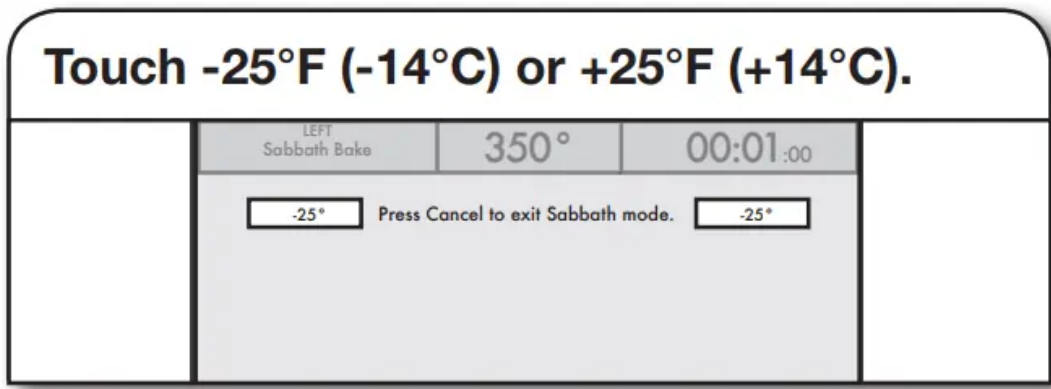 Touch -25°F (-14°C) or +25°F (+14°C).
LEFT
Sabbath Bake
350°
00:01:00
-25° Press Cancel to exit Sabbath mode. -25°